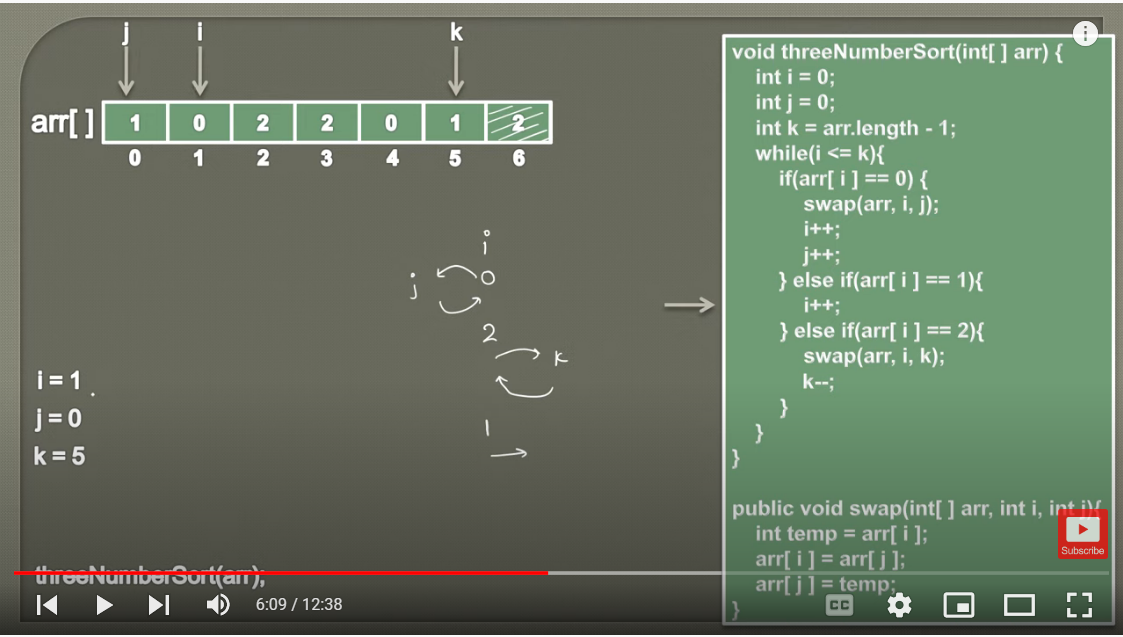 j i k
arr[ ] 1 0 2 2 0 1 2
0 1 2 3 4 5 6
i
j 0
2
k
1
i = 1 .
j = 0
k = 5
threeNumberSort(arr);
void threeNumberSort(int[ ] arr) {
int i = 0;
int j = 0;
int k = arr.length - 1;
while(i <= k){
if(arr[ i ] == 0) {
swap(arr, i, j);
i++;
j++;
} else if(arr[ i ] == 1){
i++;
} else if(arr[ i ] == 2){
swap(arr, i, k);
k--;
}
}
}
public void swap(int[ ] arr, int i, int j){
int temp = arr[ i ];
arr[ i ] = arr[ j ];
arr[ j ] = temp;
}
i
Subscribe
6:09 / 12:38
CC